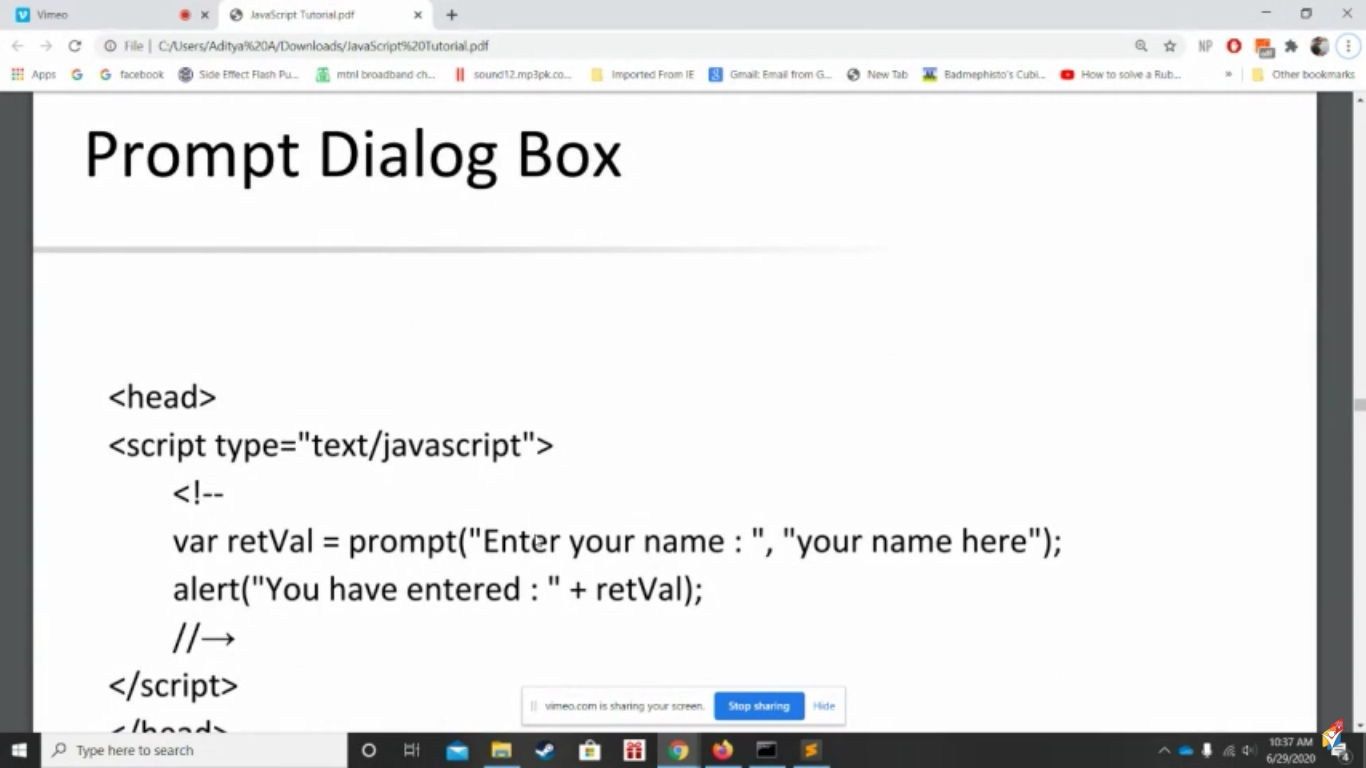 Vimeo
JavaScript Tutorial.pdf
File | C:/Users/Aditya%20A/Downloads/JavaScript%20Tutorial.pdf
NP
Apps
facebook
Side Effect Flash Pu...
mtnl broadband ch...
sound12.mp3pk.co...
Imported From IE
Gmail: Email from G...
New Tab
Badmephisto's Cubi...
How to solve a Rub...
»
Other bookmarks
Prompt Dialog Box
<head>
<script type="text/javascript">
<!--
var retVal = prompt("Enter your name : ", "your name here");
alert("You have entered : " + retVal);
//→
</script>
</head>
vimeo.com is sharing your screen.
Stop sharing
Hide
Type here to search
10:37 AM
6/29/2020
4